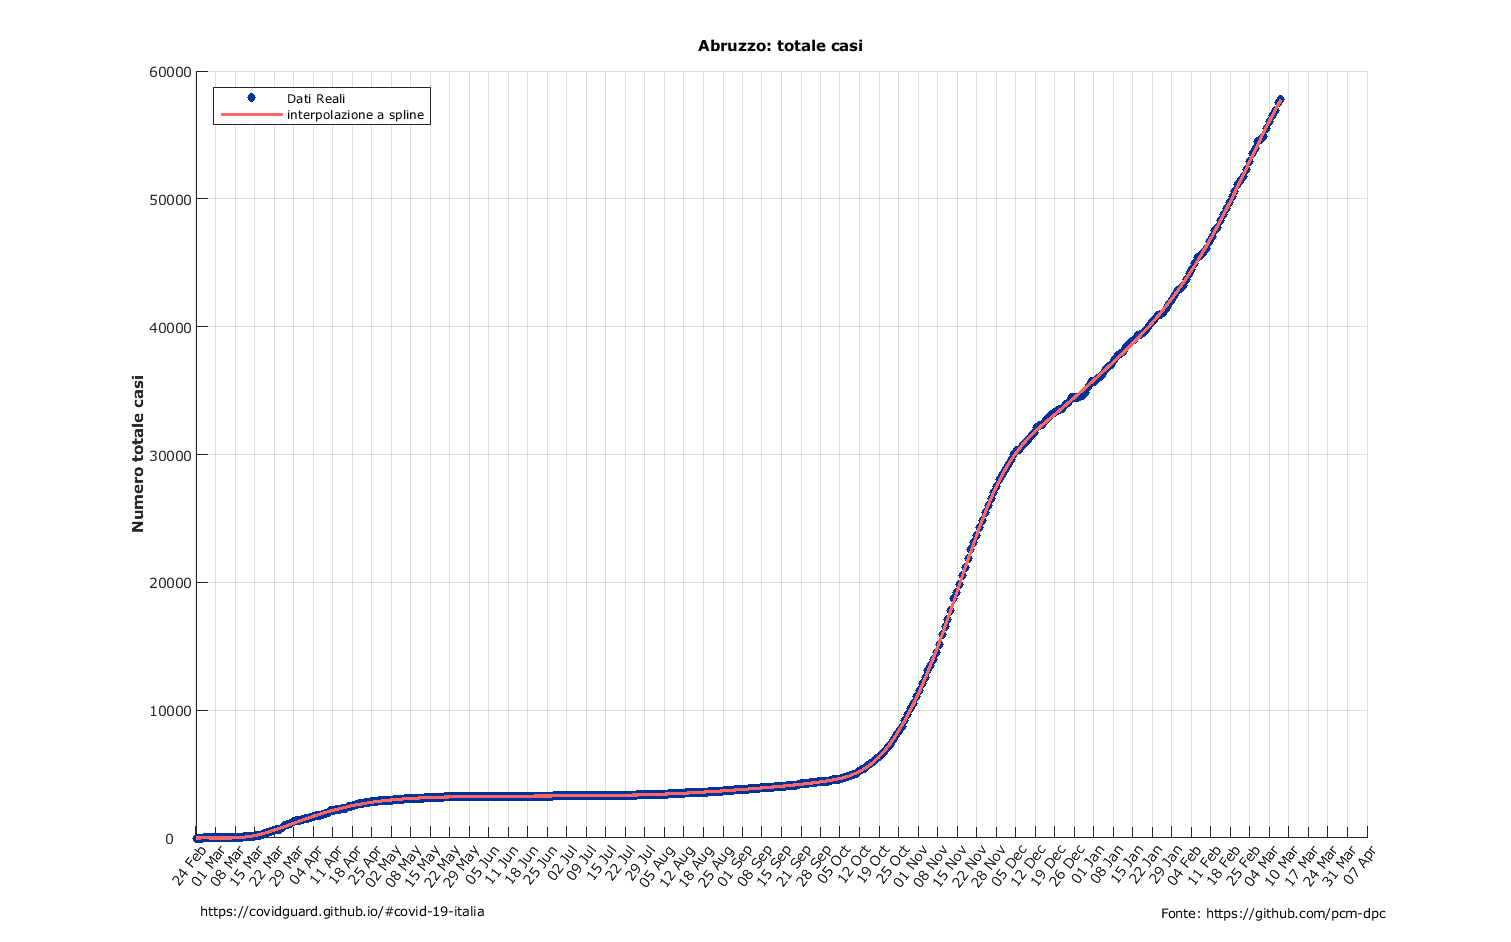 Abruzzo: totale casi
60000
50000
40000
30000
20000
10000
0
Dati Reali
interpolazione a spline
Numero totale casi
24 Feb
01 Mar
08 Mar
15 Mar
22 Mar
29 Mar
04 Apr
11 Apr
18 Apr
25 Apr
02 May
08 May
15 May
22 May
29 May
05 Jun
11 Jun
18 Jun
25 Jun
02 Jul
09 Jul
15 Jul
22 Jul
29 Jul
05 Aug
12 Aug
18 Aug
25 Aug
01 Sep
08 Sep
15 Sep
21 Sep
28 Sep
05 Oct
12 Oct
19 Oct
25 Oct
01 Nov
08 Nov
15 Nov
22 Nov
28 Nov
05 Dec
12 Dec
19 Dec
26 Dec
01 Jan
08 Jan
15 Jan
22 Jan
29 Jan
04 Feb
11 Feb
18 Feb
25 Feb
04 Mar
10 Mar
17 Mar
24 Mar
31 Mar
07 Apr
https://covidguard.github.io/#covid-19-italia
Fonte: https://github.com/pcm-dpc